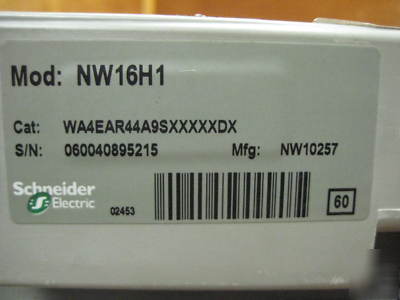 Mod: NW16H1
Cat: WA4EAR44A9SXXXXXDX
S/N: 060040895215 Mfg: NW10257
Schneider
Electric
02453
60